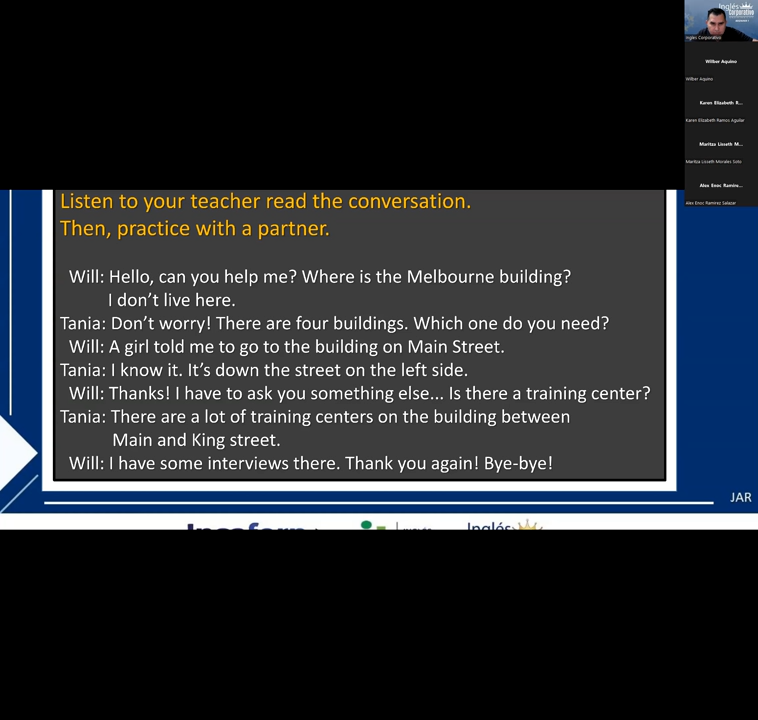 Inglés
Corporativo
Ingles Corporativo
Wilber Aquino
Wilber Aquino
Karen Elizabeth R...
Karen Elizabeth Ramos Aguilar
Maritza Lisseth M...
Maritza Lisseth Morales Soto
Alex Enoc Ramire...
Alex Enoc Ramirez Salazar
Listen to your teacher read the conversation.
Then, practice with a partner.
Will: Hello, can you help me? Where is the Melbourne building?
I don’t live here.
Tania: Don’t worry! There are four buildings. Which one do you need?
Will: A girl told me to go to the building on Main Street.
Tania: I know it. It’s down the street on the left side.
Will: Thanks! I have to ask you something else... Is there a training center?
Tania: There are a lot of training centers on the building between
Main and King street.
Will: I have some interviews there. Thank you again! Bye-bye!
JAR
Inglés